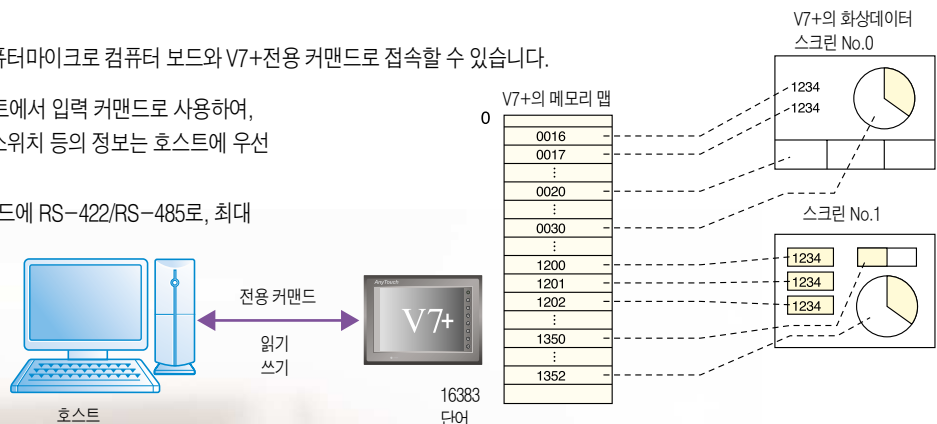 퓨터마이크로 컴퓨터 보드와 V7+전용 커맨드로 접속할 수 있습니다.
트에서 입력 커맨드로 사용하여,
스위치 등의 정보는 호스트에 우선
드에 RS-422/RS-485로, 최대
전용 커맨드
읽기
쓰기
호스트
AnyTouch
V7+
V7+의 메모리 맵
0
0016
0017
⋮
0020
⋮
0030
⋮
1200
1201
1202
⋮
1350
⋮
1352
16383
단어
V7+의 화상데이터
스크린 No.0
1234
1234
스크린 No.1
1234
1234
1234